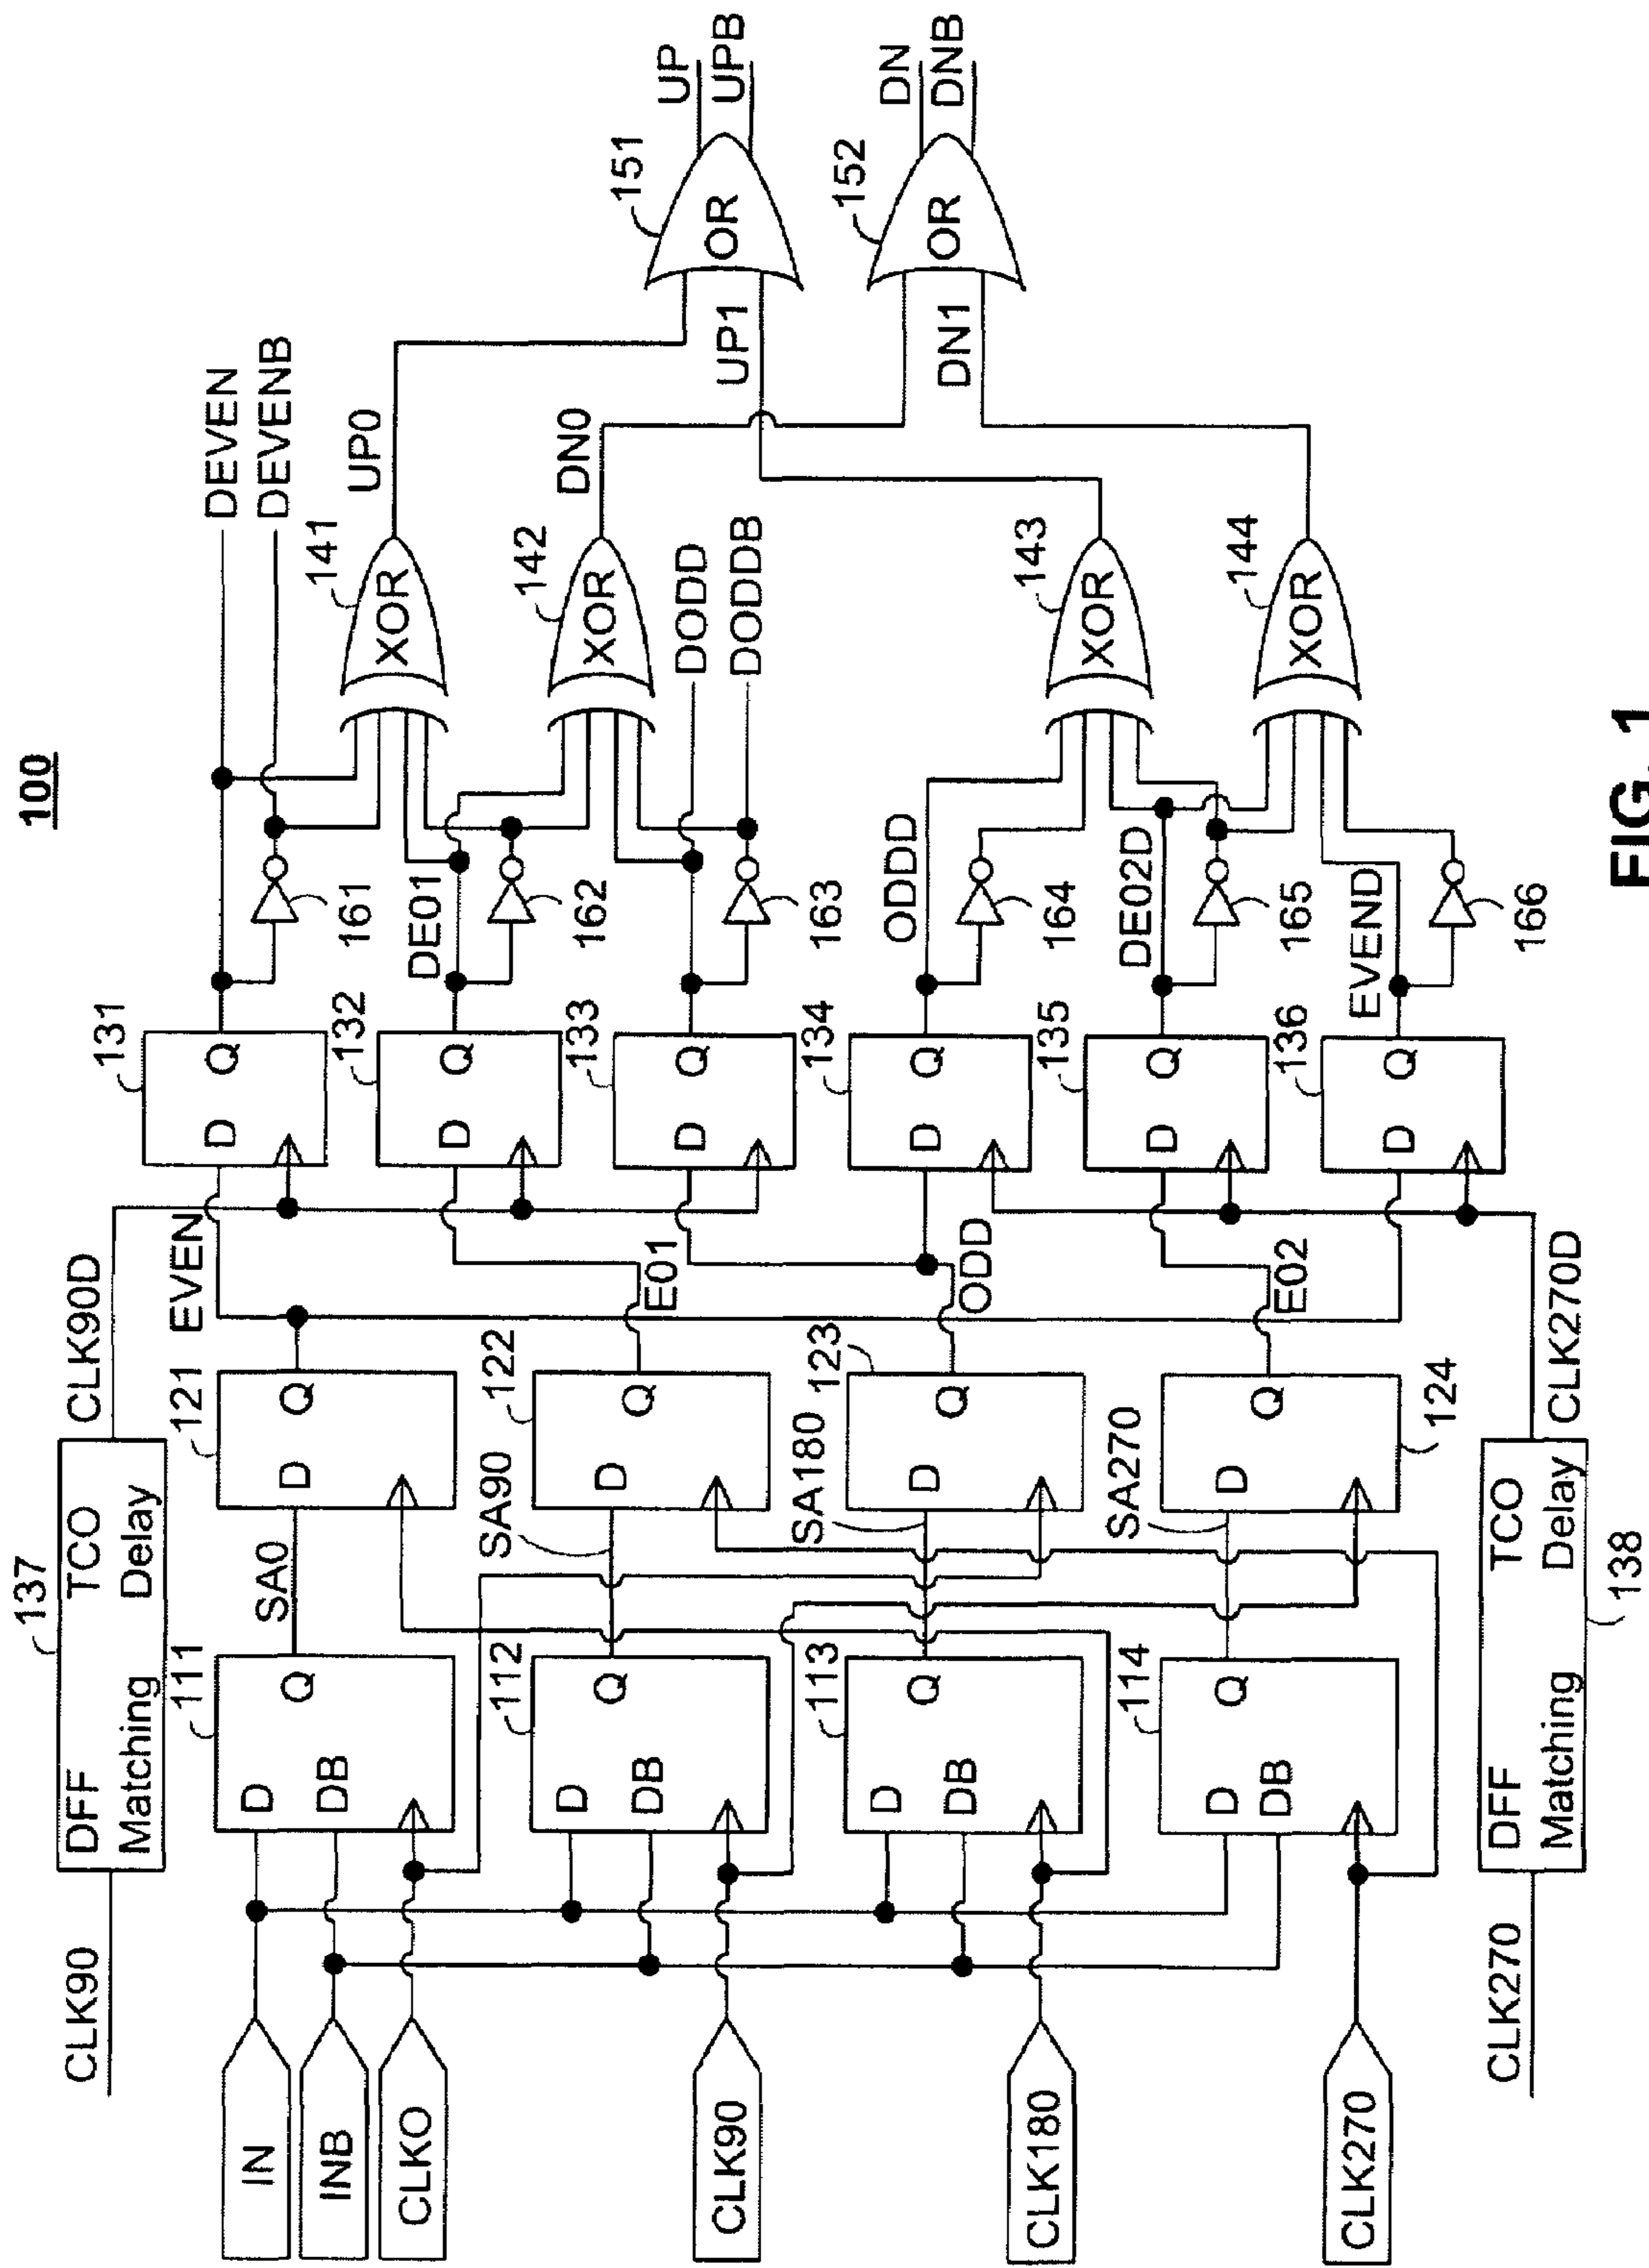 100
137
DFF TCO
Matching Delay
CLK90
CLK90D
IN
INB
CLKO
CLK90
CLK180
CLK270
111
D
DB
Q
SA0
121
D
Q
EVEN
131
D
Q
161
DEVEN
DEVENB
141
XOR
UP0
112
D
DB
Q
SA90
122
D
Q
E01
132
D
Q
DE01
162
142
XOR
DN0
133
D
Q
163
DODD
DODDB
151
OR
UP
UPB
UP1
152
OR
DN
DNB
DN1
113
D
DB
Q
SA180
123
D
Q
ODD
134
D
Q
ODDD
164
143
XOR
114
D
DB
Q
SA270
124
D
Q
E02
135
D
Q
DE02D
165
144
XOR
136
D
Q
EVEND
166
CLK270
DFF TCO
Matching Delay
138
CLK270D
FIG. 1